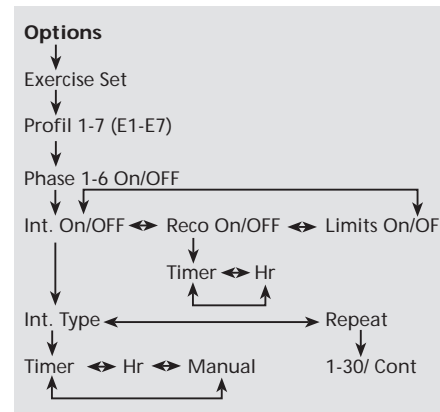 Options
Exercise Set
Profil 1-7 (E1-E7)
Phase 1-6 On/OFF
Int. On/OFF Reco On/OFF Limits On/OF
Timer Hr
Int. Type Repeat
Timer Hr Manual 1-30/ Cont